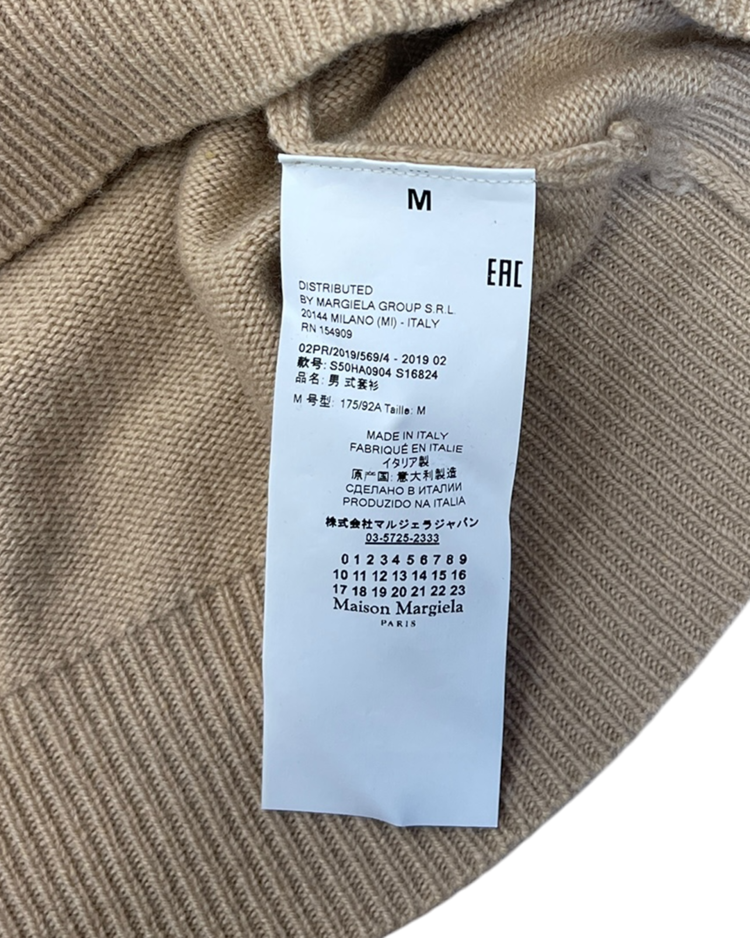 M
EAC
DISTRIBUTED
BY MARGIELA GROUP S.R.L.
20144 MILANO (MI) - ITALY
RN 154909
02PR/2019/569/4 - 2019 02
款号: S50HA0904 S16824
品名: 男 式套衫
M 号型: 175/92A Taille: M
MADE IN ITALY
FABRIQUÉ EN ITALIE
イタリア製
原产国: 意大利製造
СДЕЛАНО В ИТАЛИИ
PRODUZIDO NA ITALIA
株式会社マルジェラジャパン
03-5725-2333
0 1 2 3 4 5 6 7 8 9
10 11 12 13 14 15 16
17 18 19 20 21 22 23
Maison Margiela
PARIS